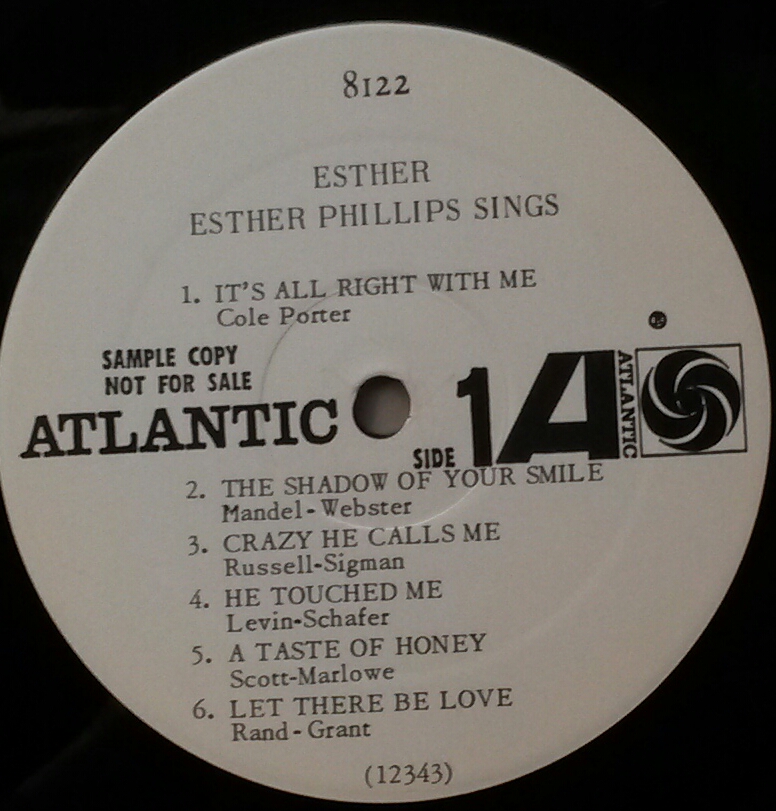 8122
ESTHER
ESTHER PHILLIPS SINGS
1. IT'S ALL RIGHT WITH ME
Cole Porter
SAMPLE COPY
NOT FOR SALE
ATLANTIC
SIDE 1
ATLANTIC
2. THE SHADOW OF YOUR SMILE
Mandel-Webster
3. CRAZY HE CALLS ME
Russell-Sigman
4. HE TOUCHED ME
Levin-Schafer
5. A TASTE OF HONEY
Scott-Marlowe
6. LET THERE BE LOVE
Rand-Grant
(12343)